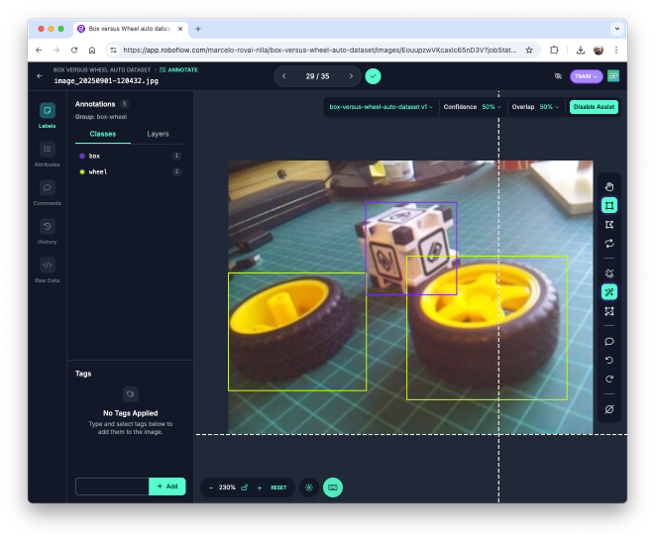 Box versus Wheel auto datas
https://app.roboflow.com/marcelo-rovai-riila/box-versus-wheel-auto-dataset/images/EouupzwVKcaxlc65nD3V?jobStat...
BOX VERSUS WHEEL AUTO DATASET
ANNOTATE
image_20250901-120432.jpg
29 / 35
TRAIN
Labels
Attributes
Comments
History
Raw Data
Annotations 3
Group: box-wheel
Classes Layers
box 1
wheel 2
box-versus-wheel-auto-dataset v1 Confidence 50% Overlap 50% Disable Assist
Tags
No Tags Applied
Type and select tags below to
add them to the image.
+ Add
230% + RESET